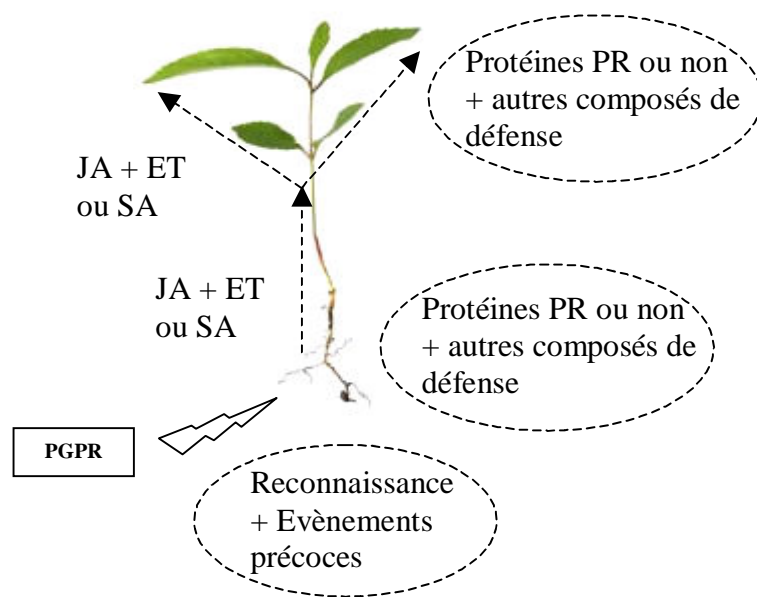 Protéines PR ou non
+ autres composés de
défense
JA + ET
ou SA
JA + ET
ou SA
Protéines PR ou non
+ autres composés de
défense
PGPR
Reconnaissance
+ Evènements
précoces